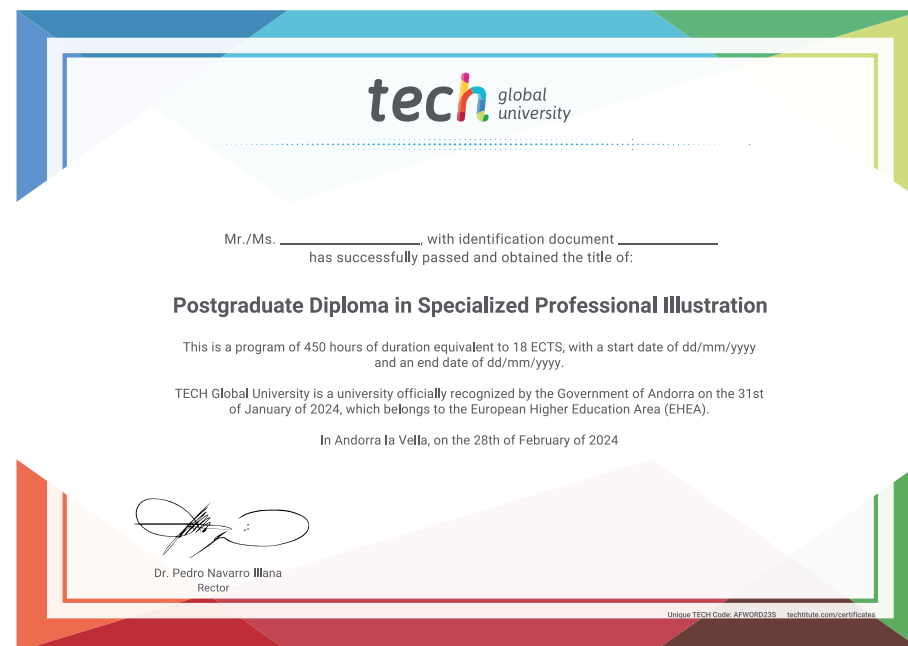 tech global university
Mr./Ms. ____________________, with identification document ______________
has successfully passed and obtained the title of:
Postgraduate Diploma in Specialized Professional Illustration
This is a program of 450 hours of duration equivalent to 18 ECTS, with a start date of dd/mm/yyyy
and an end date of dd/mm/yyyy.
TECH Global University is a university officially recognized by the Government of Andorra on the 31st
of January of 2024, which belongs to the European Higher Education Area (EHEA).
In Andorra la Vella, on the 28th of February of 2024
Dr. Pedro Navarro Illana
Rector
Unique TECH Code: AFWORD23S techtitute.com/certificates